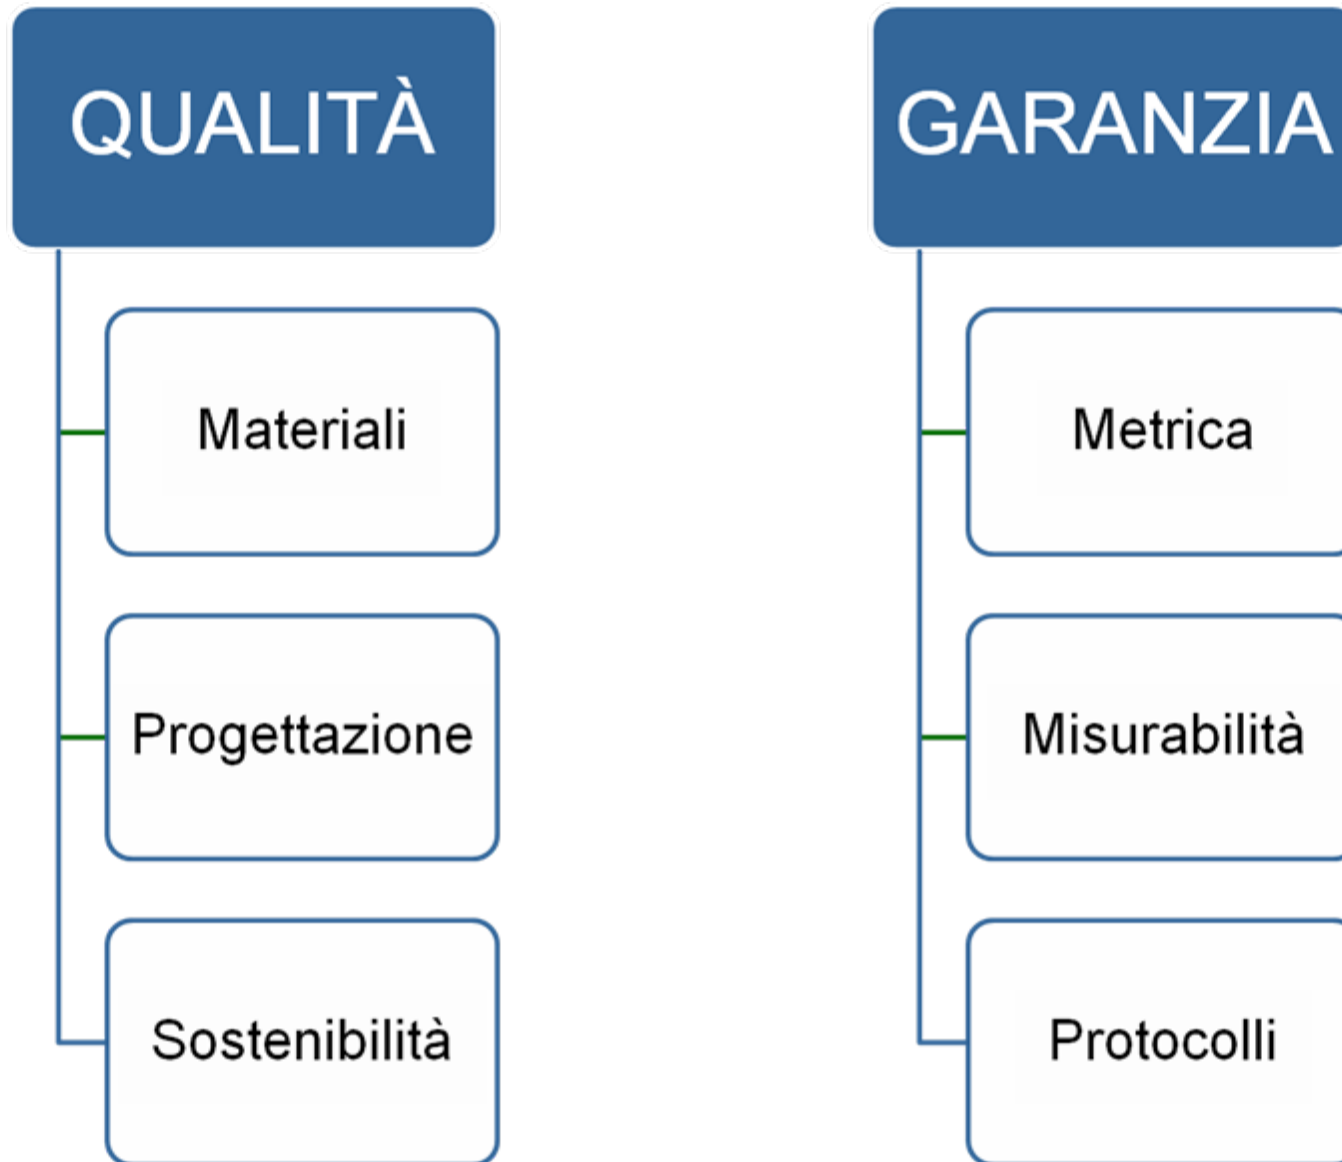 QUALITÀ
Materiali
Progettazione
Sostenibilità
GARANZIA
Metrica
Misurabilità
Protocolli